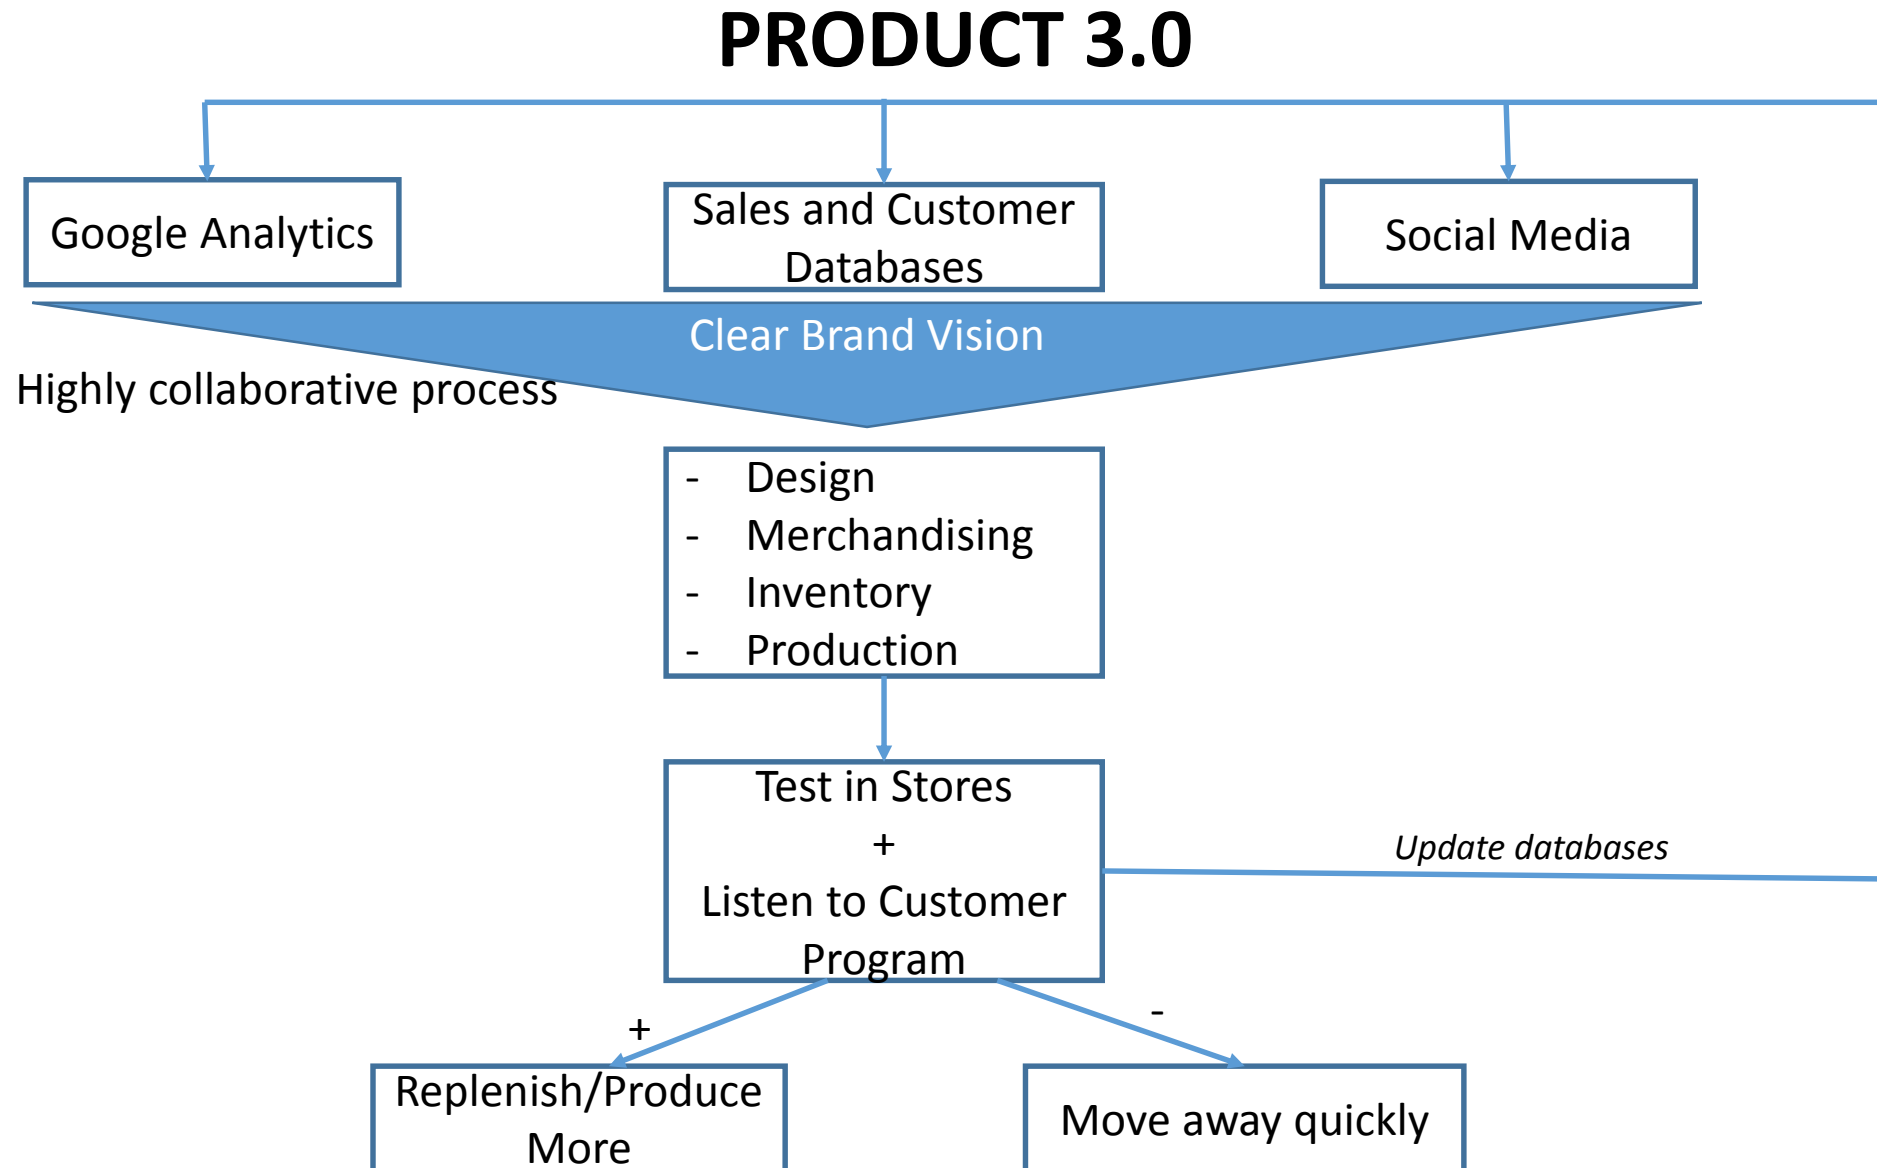 PRODUCT 3.0
Google Analytics
Sales and Customer
Databases
Social Media
Clear Brand Vision
Highly collaborative process
- Design
- Merchandising
- Inventory
- Production
Test in Stores
+
Listen to Customer
Program
Update databases
+
-
Replenish/Produce
More
Move away quickly